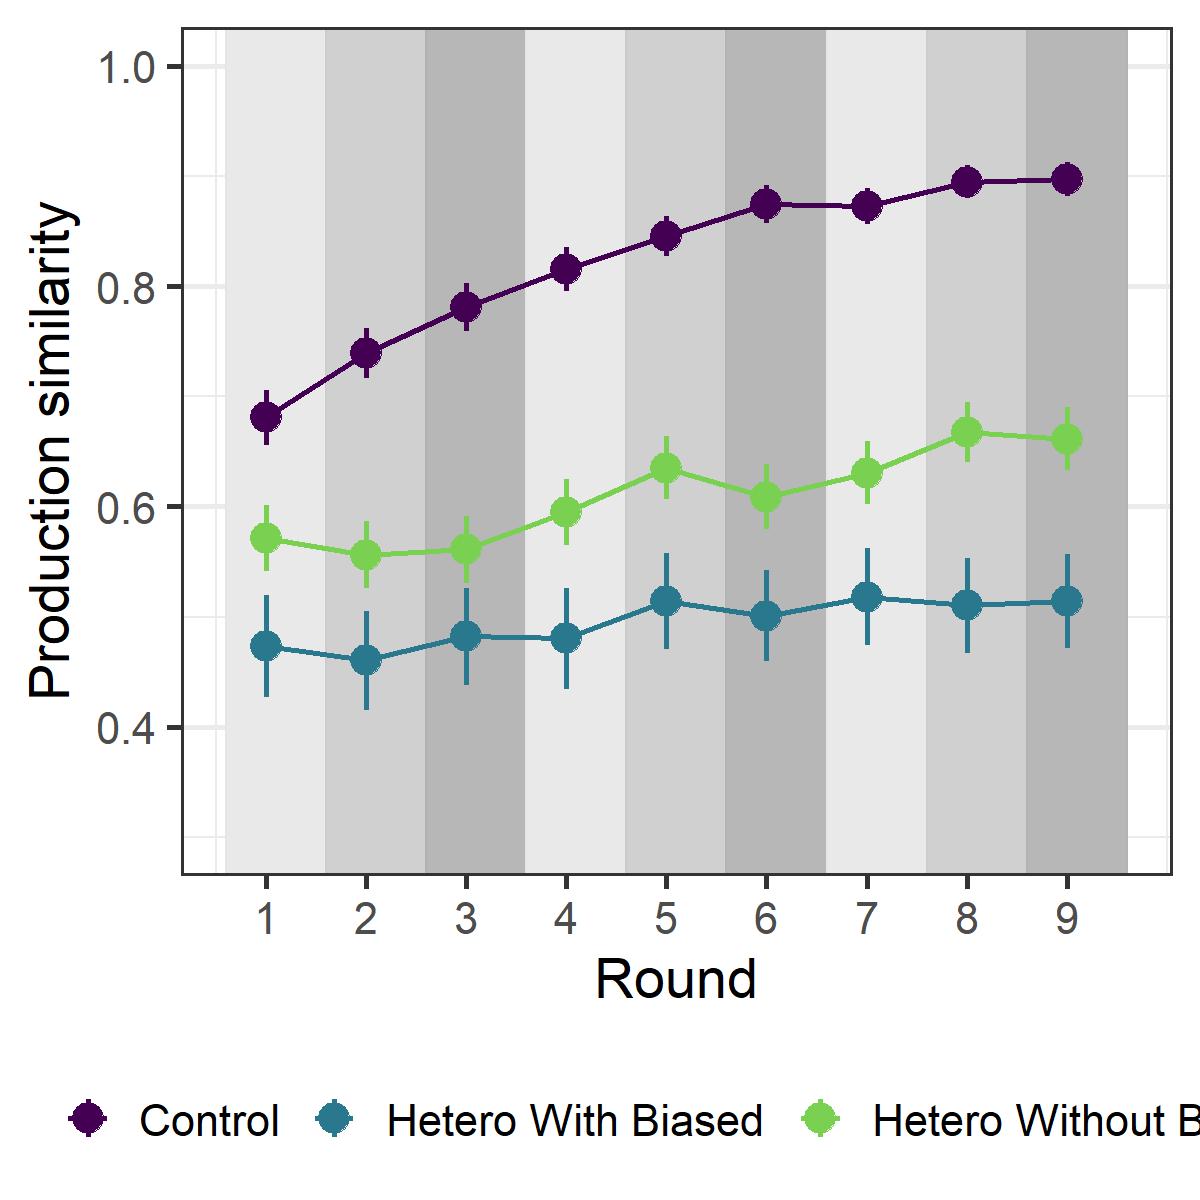 Production similarity
1.0
0.8
0.6
0.4
1 2 3 4 5 6 7 8 9
Round
Control Hetero With Biased Hetero Without B